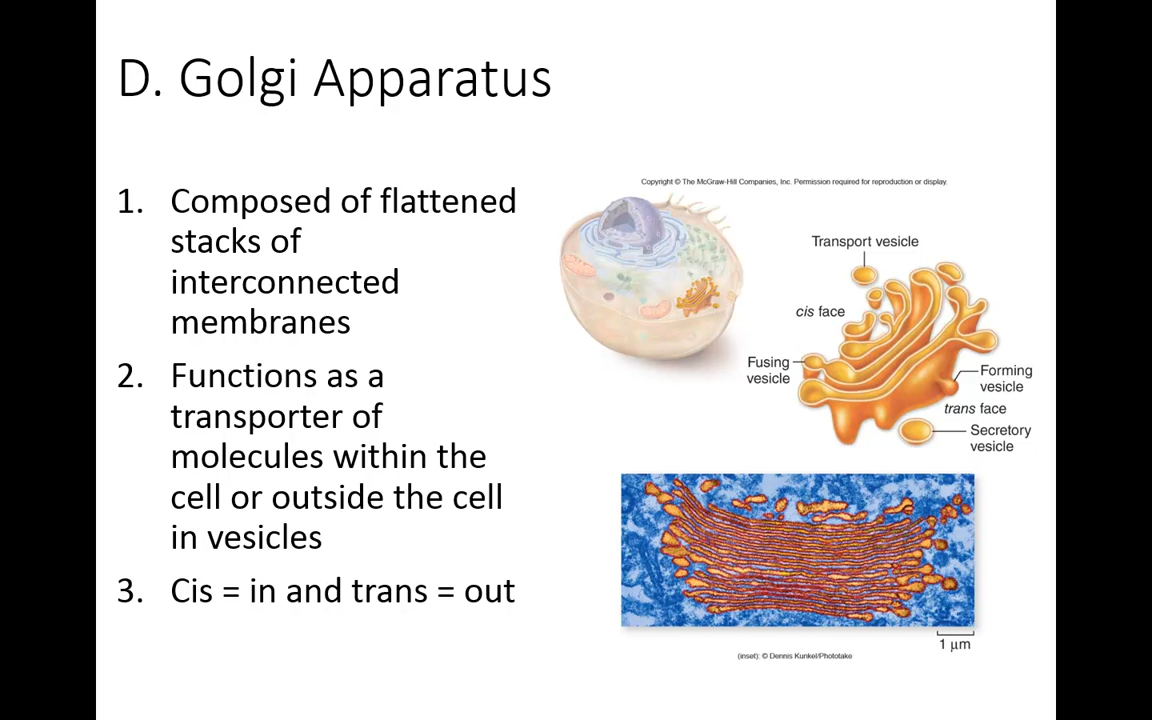 D. Golgi Apparatus
1. Composed of flattened
stacks of
interconnected
membranes
2. Functions as a
transporter of
molecules within the
cell or outside the cell
in vesicles
3. Cis = in and trans = out
Copyright © The McGraw-Hill Companies, Inc. Permission required for reproduction or display.
Transport vesicle
cis face
Fusing
vesicle
Forming
vesicle
trans face
Secretory
vesicle
1 µm
(inset): © Dennis Kunkel/Phototake